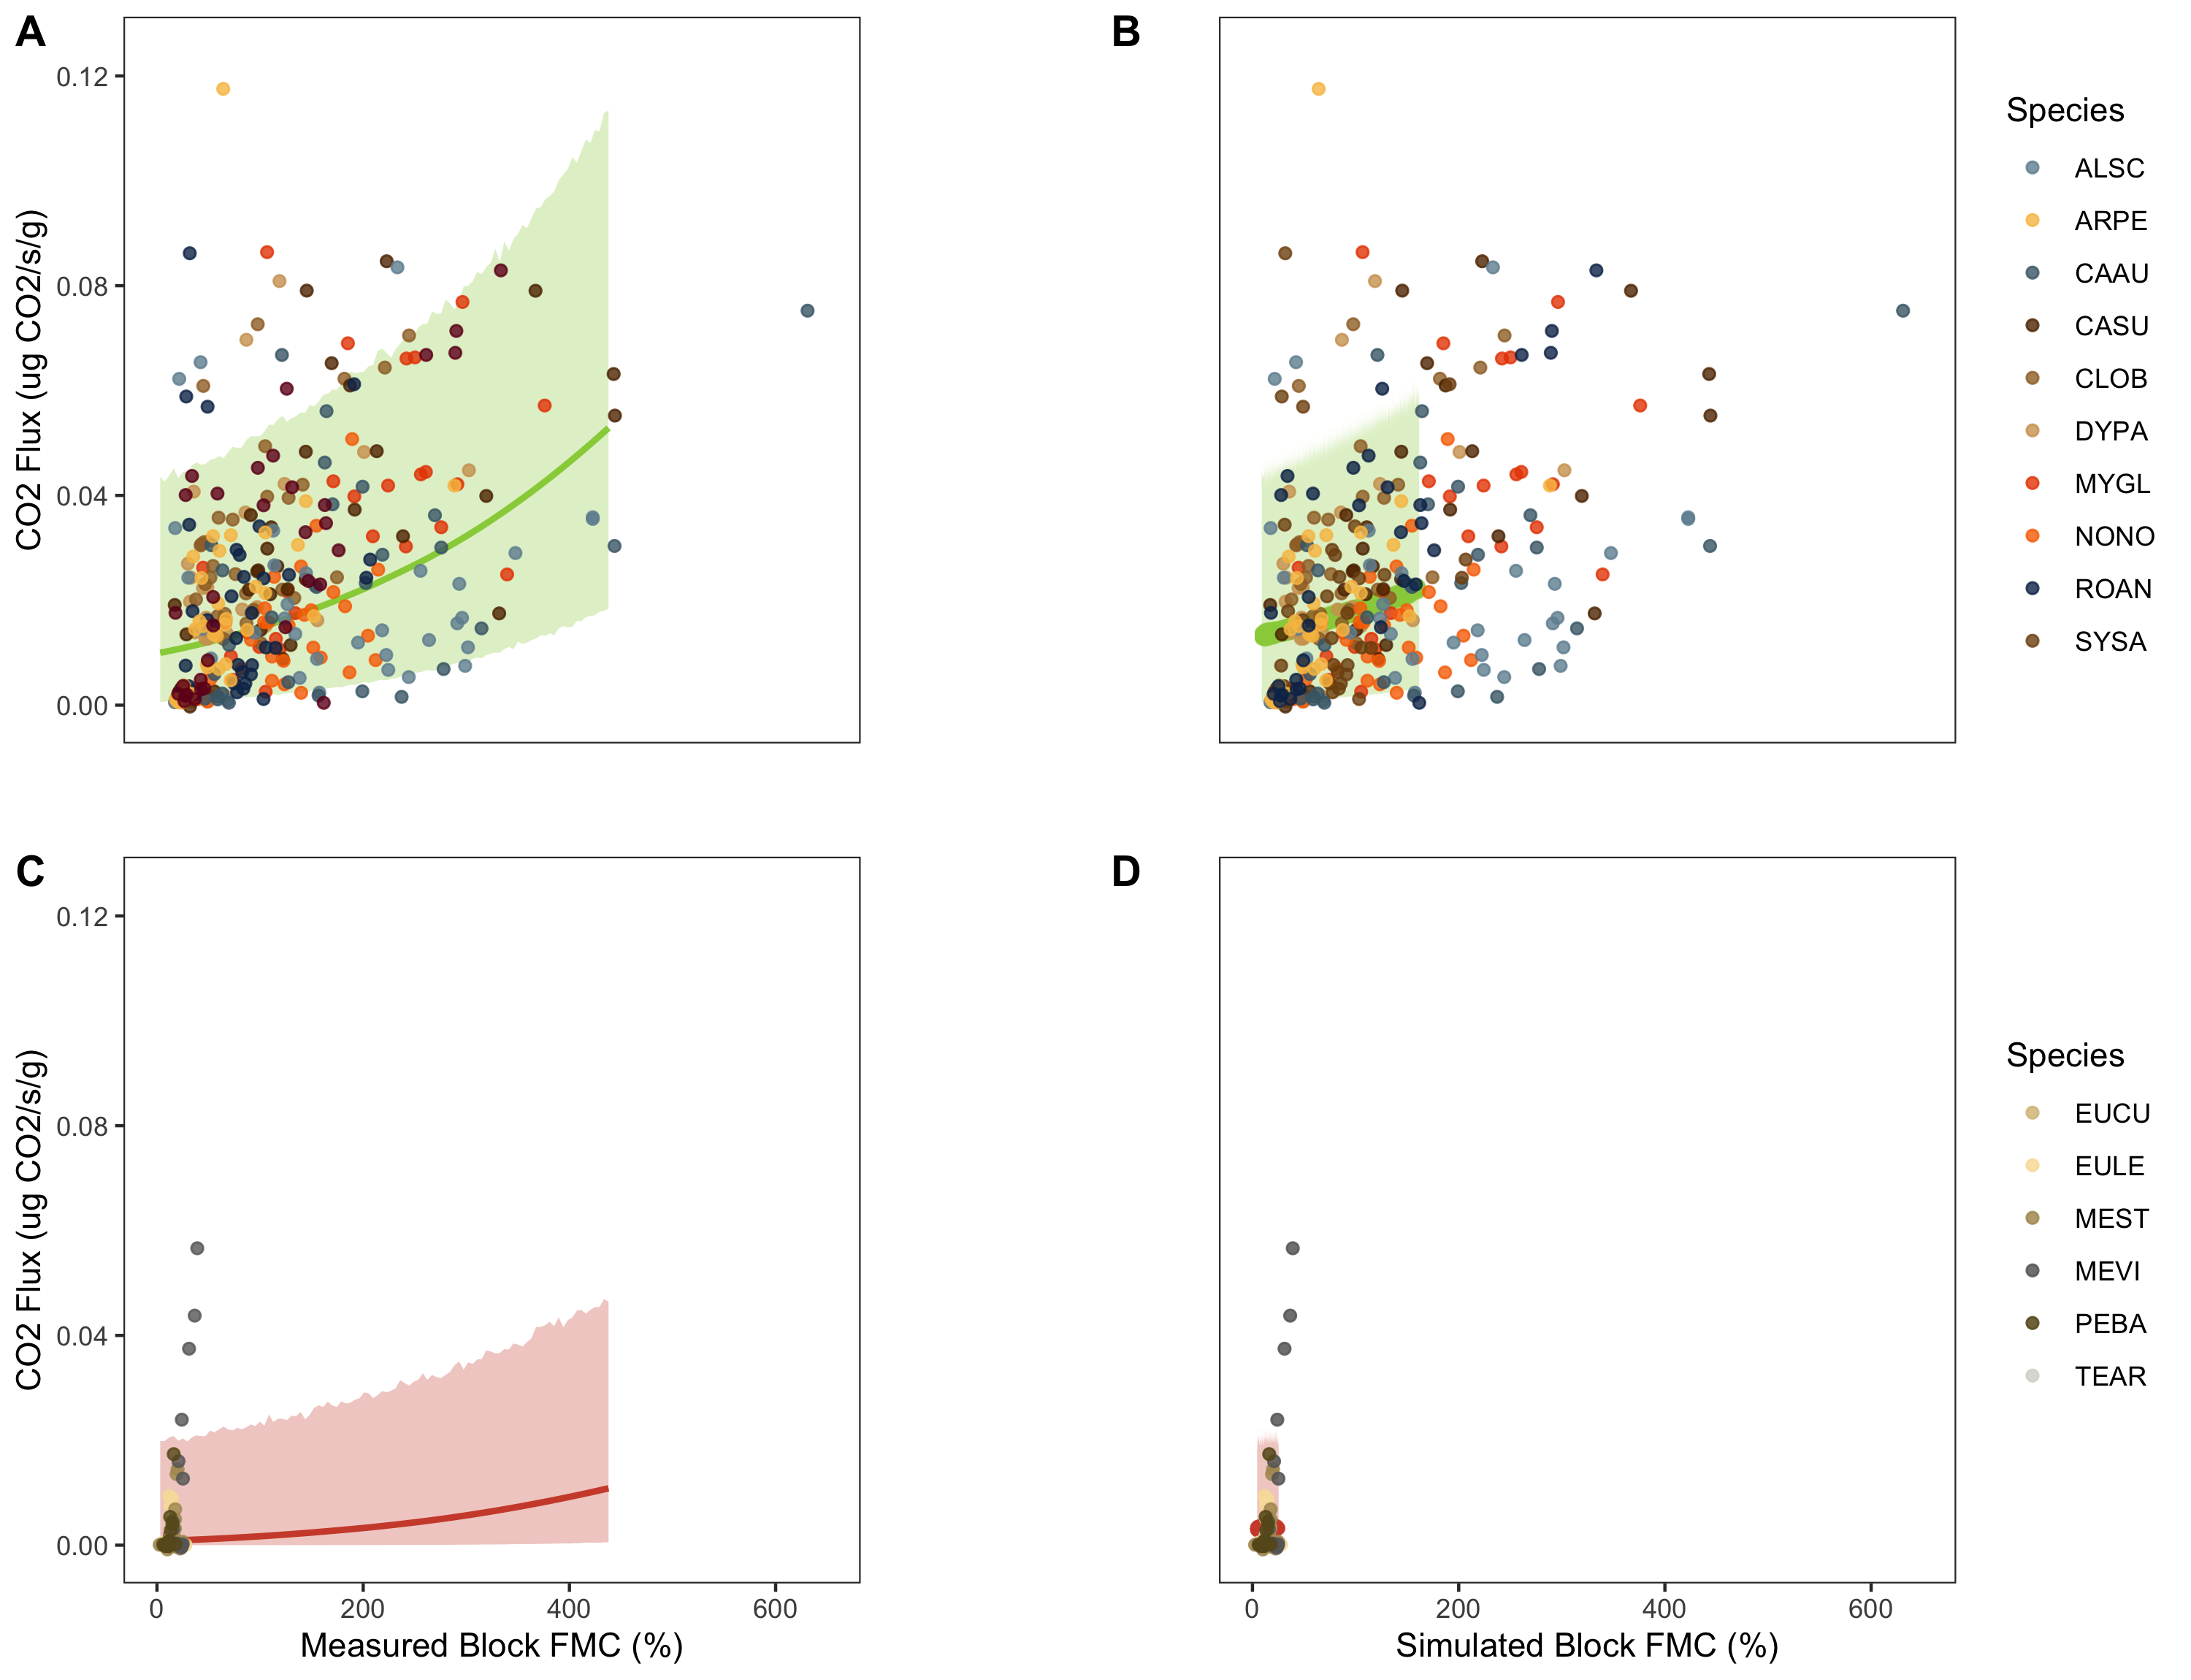 A
B
0.12
0.08
0.04
0.00
CO2 Flux (ug CO2/s/g)
Species
ALSC
ARPE
CAAU
CASU
CLOB
DYPA
MYGL
NONO
ROAN
SYSA
C
D
0.12
0.08
0.04
0.00
CO2 Flux (ug CO2/s/g)
0
200
400
600
Measured Block FMC (%)
0
200
400
600
Simulated Block FMC (%)
Species
EUCU
EULE
MEST
MEVI
PEBA
TEAR